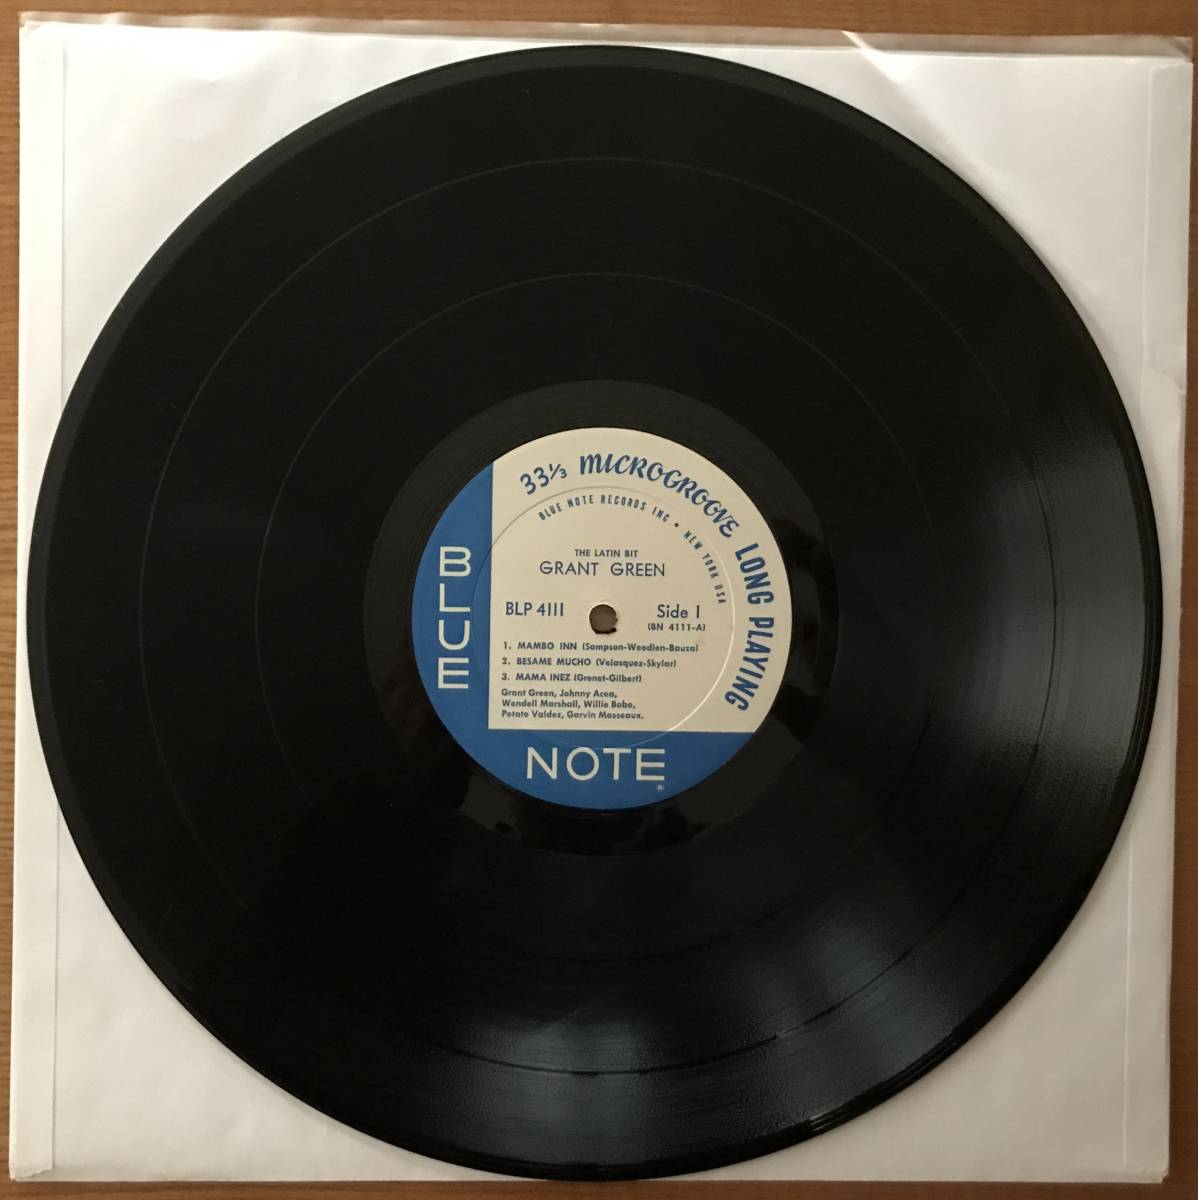 33⅓ MICROGROOVE LONG PLAYING
BLUE NOTE RECORDS INC • NEW YORK USA
THE LATIN BIT
GRANT GREEN
BLP 4111
Side 1
(BN 4111-A)
1. MAMBO INN (Sampson-Woodlen-Bauza)
2. BESAME MUCHO (Velasquez-Skylar)
3. MAMA INEZ (Grenet-Gilbert)
Grant Green, Johnny Acea,
Wendell Marshall, Willie Bobo,
Potato Valdez, Garvin Masseaux.
BLUE
NOTE
®